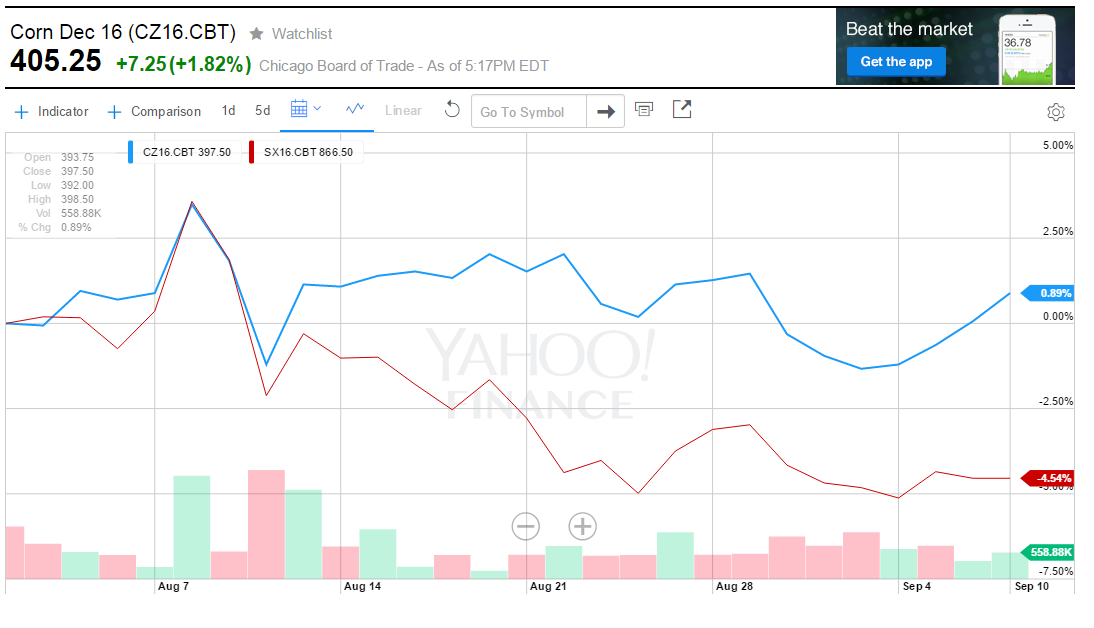 Corn Dec 16 (CZ16.CBT) Watchlist
405.25 +7.25(+1.82%) Chicago Board of Trade - As of 5:17PM EDT
Beat the market
Get the app
36.78
Indicator Comparison 1d 5d Linear Go To Symbol
CZ16.CBT 397.50 SX16.CBT 866.50
Open 393.75
Close 397.50
Low 392.00
High 398.50
Vol 558.88K
% Chg 0.89%
5.00%
2.50%
0.89%
0.00%
YAHOO!
FINANCE
-2.50%
-4.54%
-5.00%
558.88K
-7.50%
Aug 7 Aug 14 Aug 21 Aug 28 Sep 4 Sep 10